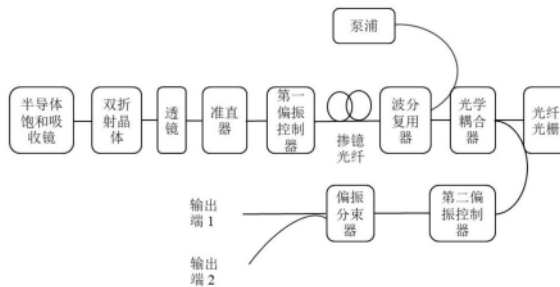 泵浦
半导体
饱和吸
收镜
双折
射晶
体
透
镜
准直
器
第一
偏振
控制
器
掺镱
光纤
波分
复用
器
光学
耦合
器
光纤
光栅
输出
端 1
偏振
分束
器
第二偏
振控制
器
输出
端 2